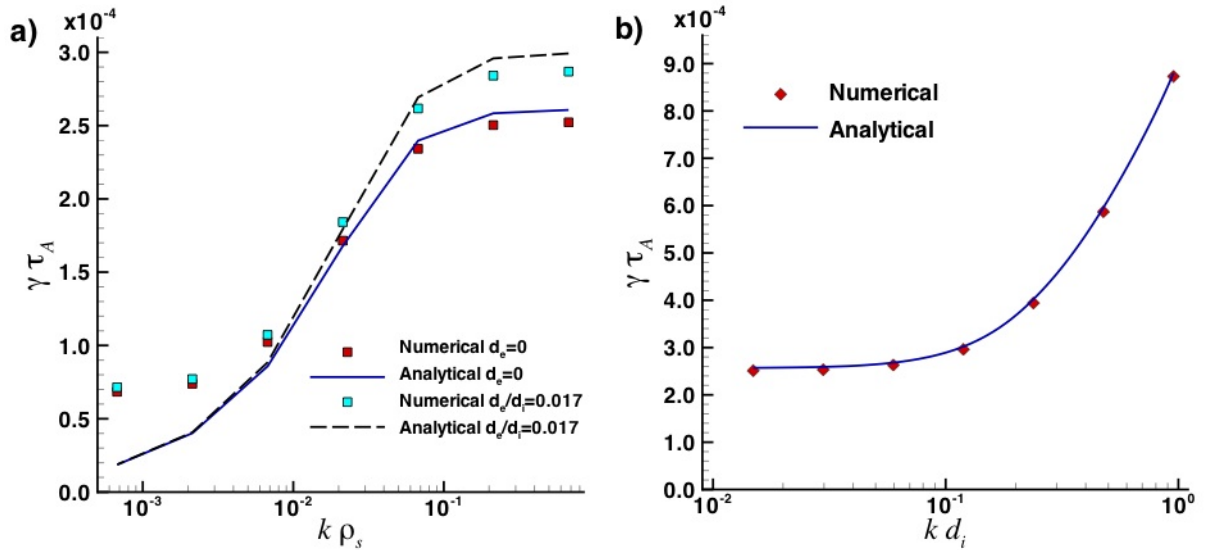 a)
x10⁻⁴
3.0
2.5
2.0
1.5
1.0
0.5
0.0
γ τ_A
Numerical d_e=0
Analytical d_e=0
Numerical d_e/d_i=0.017
Analytical d_e/d_i=0.017
10⁻³ 10⁻² 10⁻¹
k ρ_s
b)
x10⁻⁴
9.0
8.0
7.0
6.0
5.0
4.0
3.0
2.0
1.0
0.0
γ τ_A
Numerical
Analytical
10⁻² 10⁻¹ 10⁰
k d_i